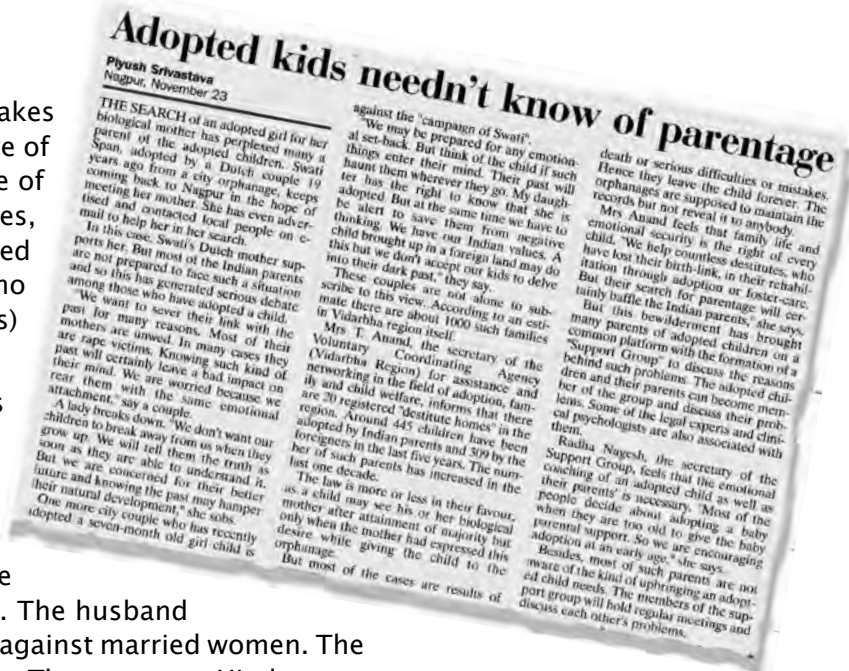 akes
e of
e of
es,
ed
no
s)
s
Adopted kids needn't know of parentage
Piyush Srivastava
Nagpur, November 23
THE SEARCH of an adopted girl for her
biological mother has perplexed many a
parent of the adopted children. Swati
Span, adopted by a Dutch couple 19
years ago from a city orphanage, keeps
coming back to Nagpur in the hope of
meeting her mother. She has even adver-
tised and contacted local people on e-
mail to help her in her search.
In this case, Swati's Dutch mother sup-
ports her. But most of the Indian parents
are not prepared to face such a situation
and so this has generated serious debate
among those who have adopted a child.
"We want to sever their link with the
past for many reasons. Most of their
mothers are unwed. In many cases they
are rape victims. Knowing such kind of
past will certainly leave a bad impact on
their mind. We are worried because we
rear them with the same emotional
attachment," say a couple.
A lady breaks down. "We don't want our
children to break away from us when they
grow up. We will tell them the truth as
soon as they are able to understand it.
But we are concerned for their better
future and knowing the past may hamper
their natural development," she sobs.
One more city couple who has recently
adopted a seven-month old girl child is
against the "campaign of Swati".
"We may be prepared for any emotion-
al set-back. But think of the child if such
things enter their mind. Their past will
haunt them wherever they go. My daugh-
ter has the right to know that she is
adopted. But at the same time we have to
be alert to save them from negative
thinking. We have our Indian values. A
child brought up in a foreign land may do
this but we don't accept our kids to delve
into their dark past," they say.
These couples are not alone to sub-
scribe to this view. According to an esti-
mate there are about 1000 such families
in Vidarbha region itself.
Mrs T. Anand, the secretary of the
Voluntary Coordinating Agency
(Vidarbha Region) for assistance and
networking in the field of adoption, fam-
ily and child welfare, informs that there
are 20 registered "destitute homes" in the
region. Around 445 children have been
adopted by Indian parents and 309 by the
foreigners in the last five years. The num-
ber of such parents has increased in the
last one decade.
The law is more or less in their favour,
as a child may see his or her biological
mother after attainment of majority but
only when the mother had expressed this
desire while giving the child to the
orphanage.
But most of the cases are results of
death or serious difficulties or mistakes.
Hence they leave the child forever. The
orphanages are supposed to maintain the
records but not reveal it to anybody.
Mrs Anand feels that family life and
emotional security is the right of every
child. "We help countless destitutes, who
have lost their birth-link, in their rehabil-
itation through adoption or foster-care.
But their search for parentage will cer-
tainly baffle the Indian parents," she says.
But this bewilderment has brought
many parents of adopted children on a
common platform with the formation of a
"Support Group" to discuss the reasons
behind such problems. The adopted chil-
dren and their parents can become mem-
ber of the group and discuss their prob-
lems. Some of the legal experts and clini-
cal psychologists are also associated with
them.
Radha Nagesh, the secretary of the
Support Group, feels that the emotional
coaching of an adopted child as well as
their parents' is necessary. "Most of the
people decide about adopting a baby
when they are too old to give the baby
parental support. So we are encouraging
adoption at an early age," she says.
Besides, most of such parents are not
aware of the kind of upbringing an adopt-
ed child needs. The members of the sup-
port group will hold regular meetings and
discuss each other's problems.
e
. The husband
against married women. The